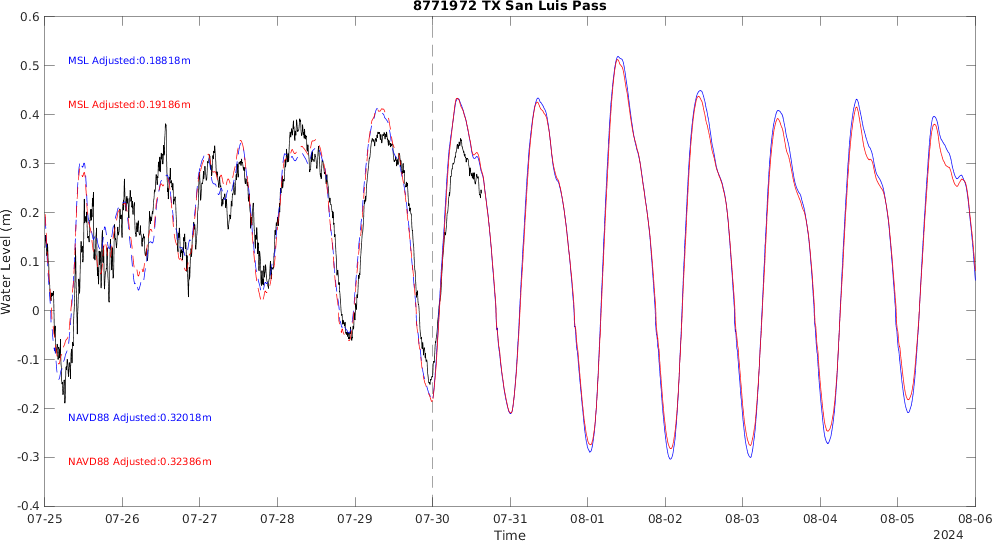 8771972 TX San Luis Pass
0.6
0.5
0.4
0.3
0.2
0.1
0
-0.1
-0.2
-0.3
-0.4
Water Level (m)
MSL Adjusted:0.18818m
MSL Adjusted:0.19186m
NAVD88 Adjusted:0.32018m
NAVD88 Adjusted:0.32386m
07-25 07-26 07-27 07-28 07-29 07-30 07-31 08-01 08-02 08-03 08-04 08-05 08-06
Time
2024